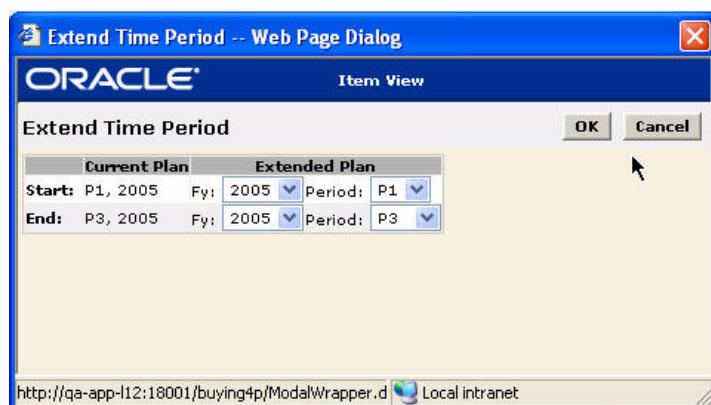 Extend Time Period -- Web Page Dialog
ORACLE Item View
Extend Time Period OK Cancel
Current Plan Extended Plan
Start: P1, 2005 Fy: 2005 Period: P1
End: P3, 2005 Fy: 2005 Period: P3
http://qa-app-l12:18001/buying4p/ModalWrapper.d Local intranet